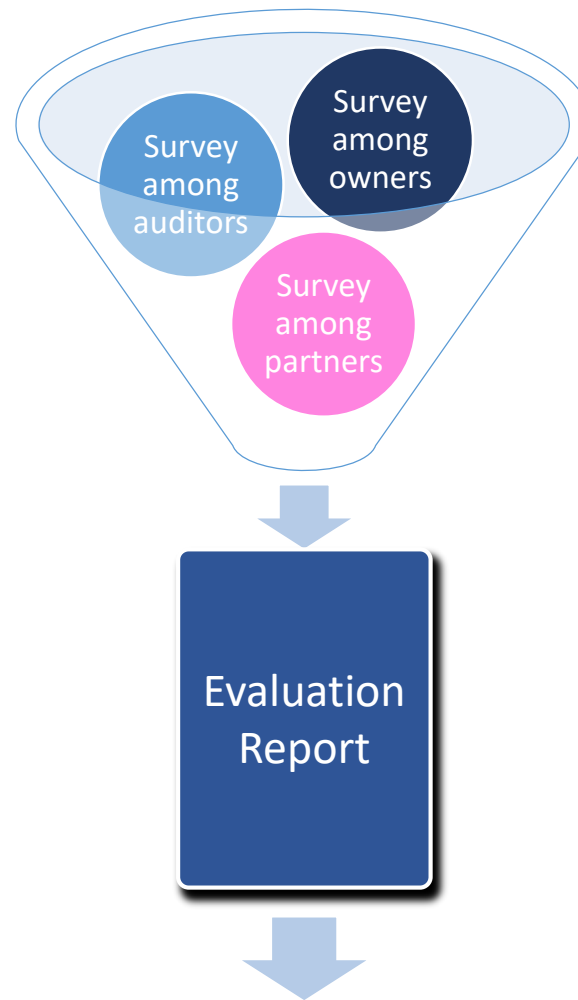 Survey
among
auditors
Survey
among
owners
Survey
among
partners
Evaluation
Report